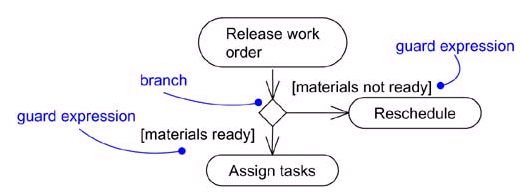 Release work
order
guard expression
branch
[materials not ready]
Reschedule
guard expression
[materials ready]
Assign tasks